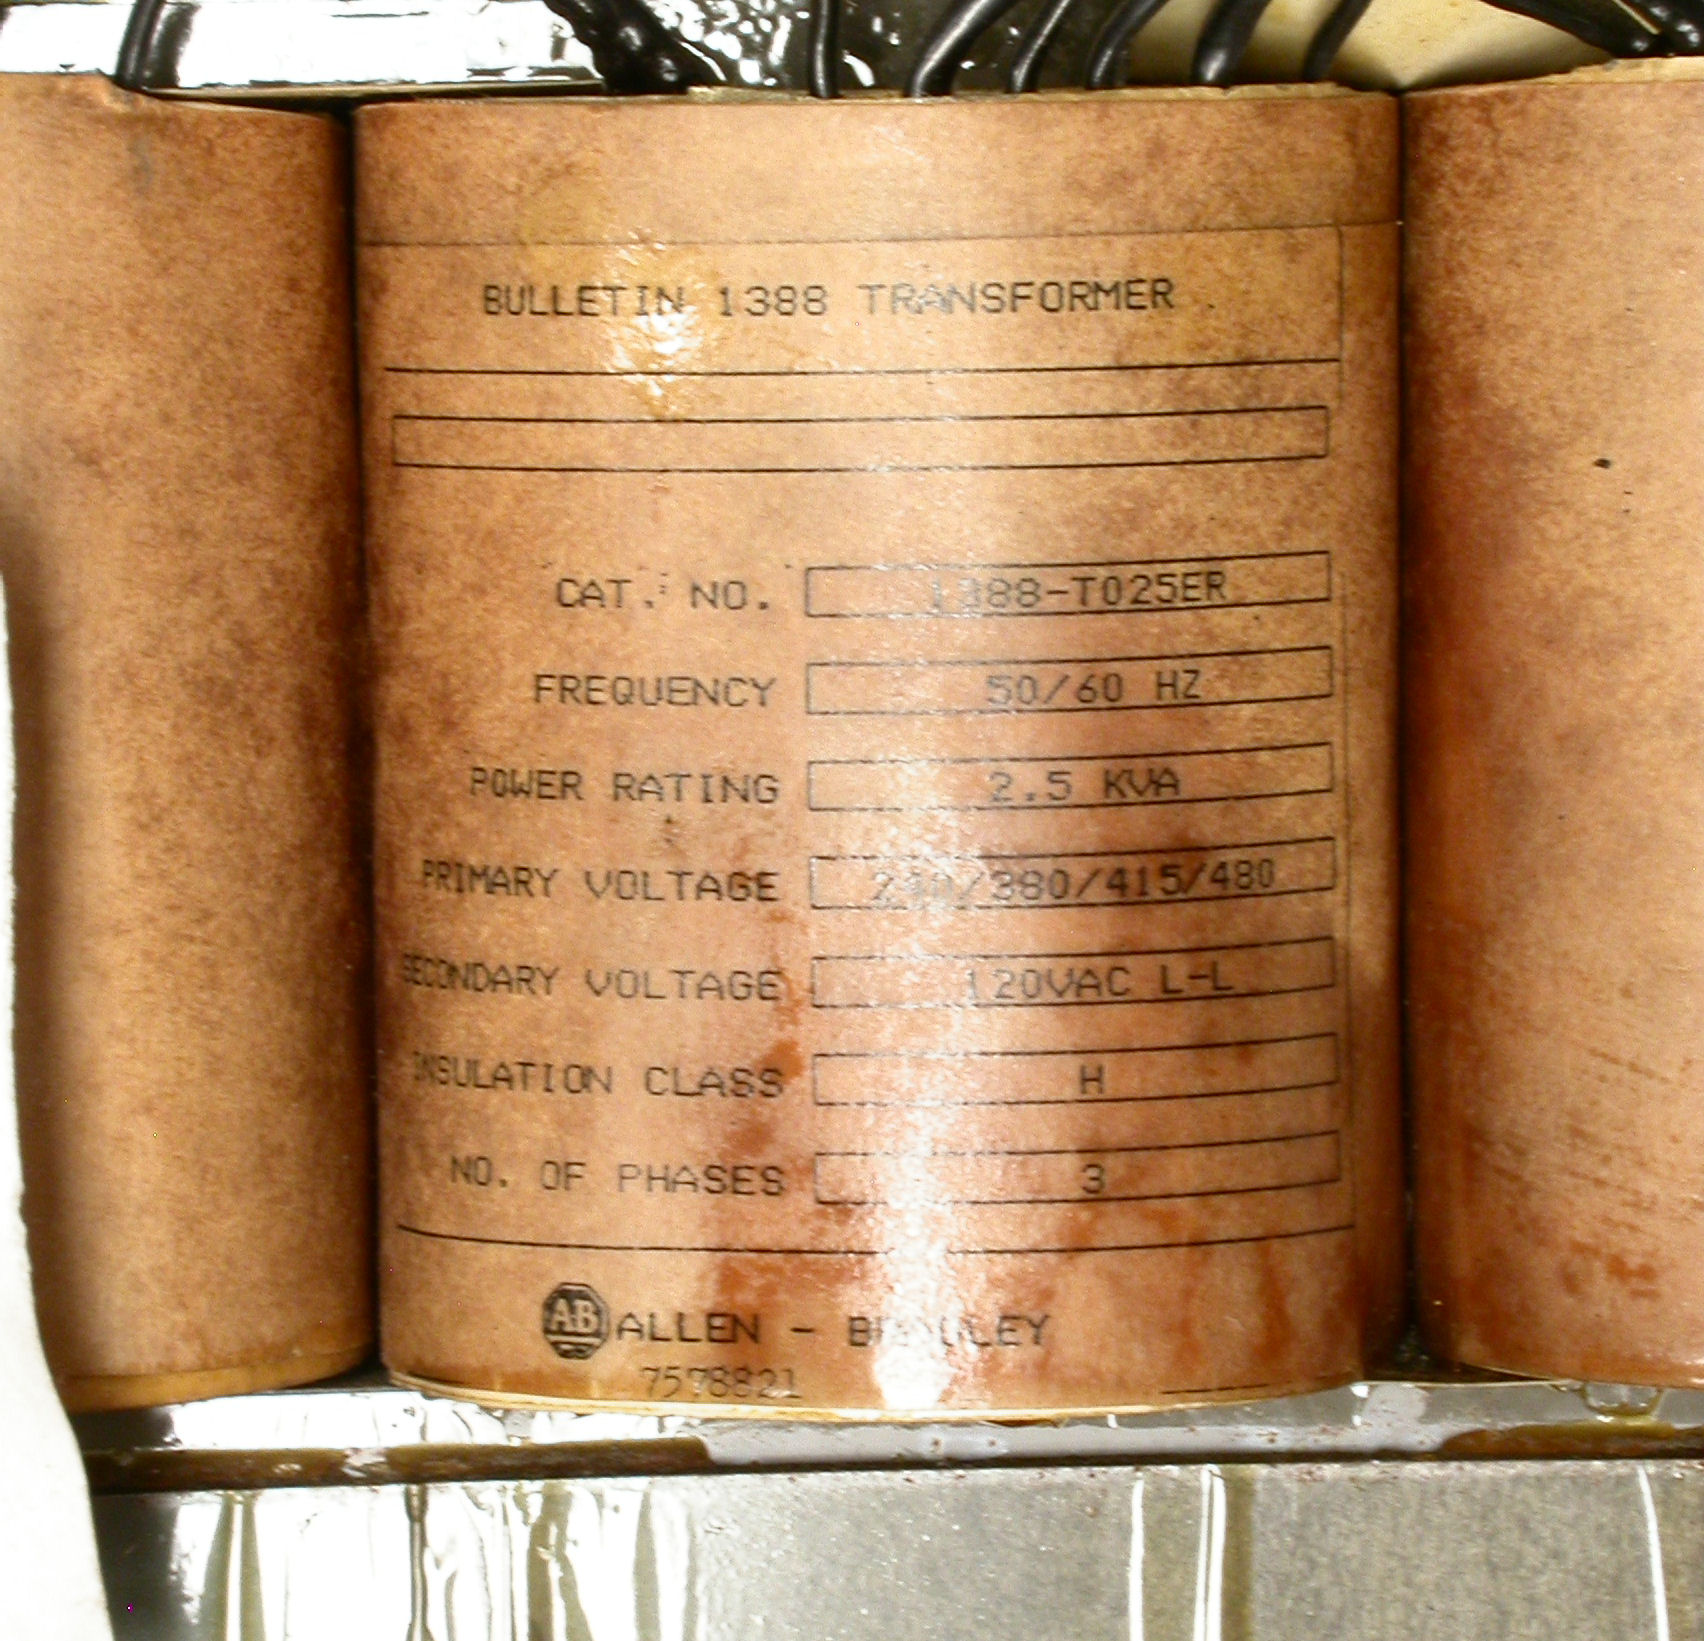 BULLETIN 1388 TRANSFORMER
CAT. NO. 1388-T025ER
FREQUENCY 50/60 HZ
POWER RATING 2.5 KVA
PRIMARY VOLTAGE 240/380/415/480
SECONDARY VOLTAGE 120VAC L-L
INSULATION CLASS H
NO. OF PHASES 3
AB ALLEN - BRADLEY
7578821